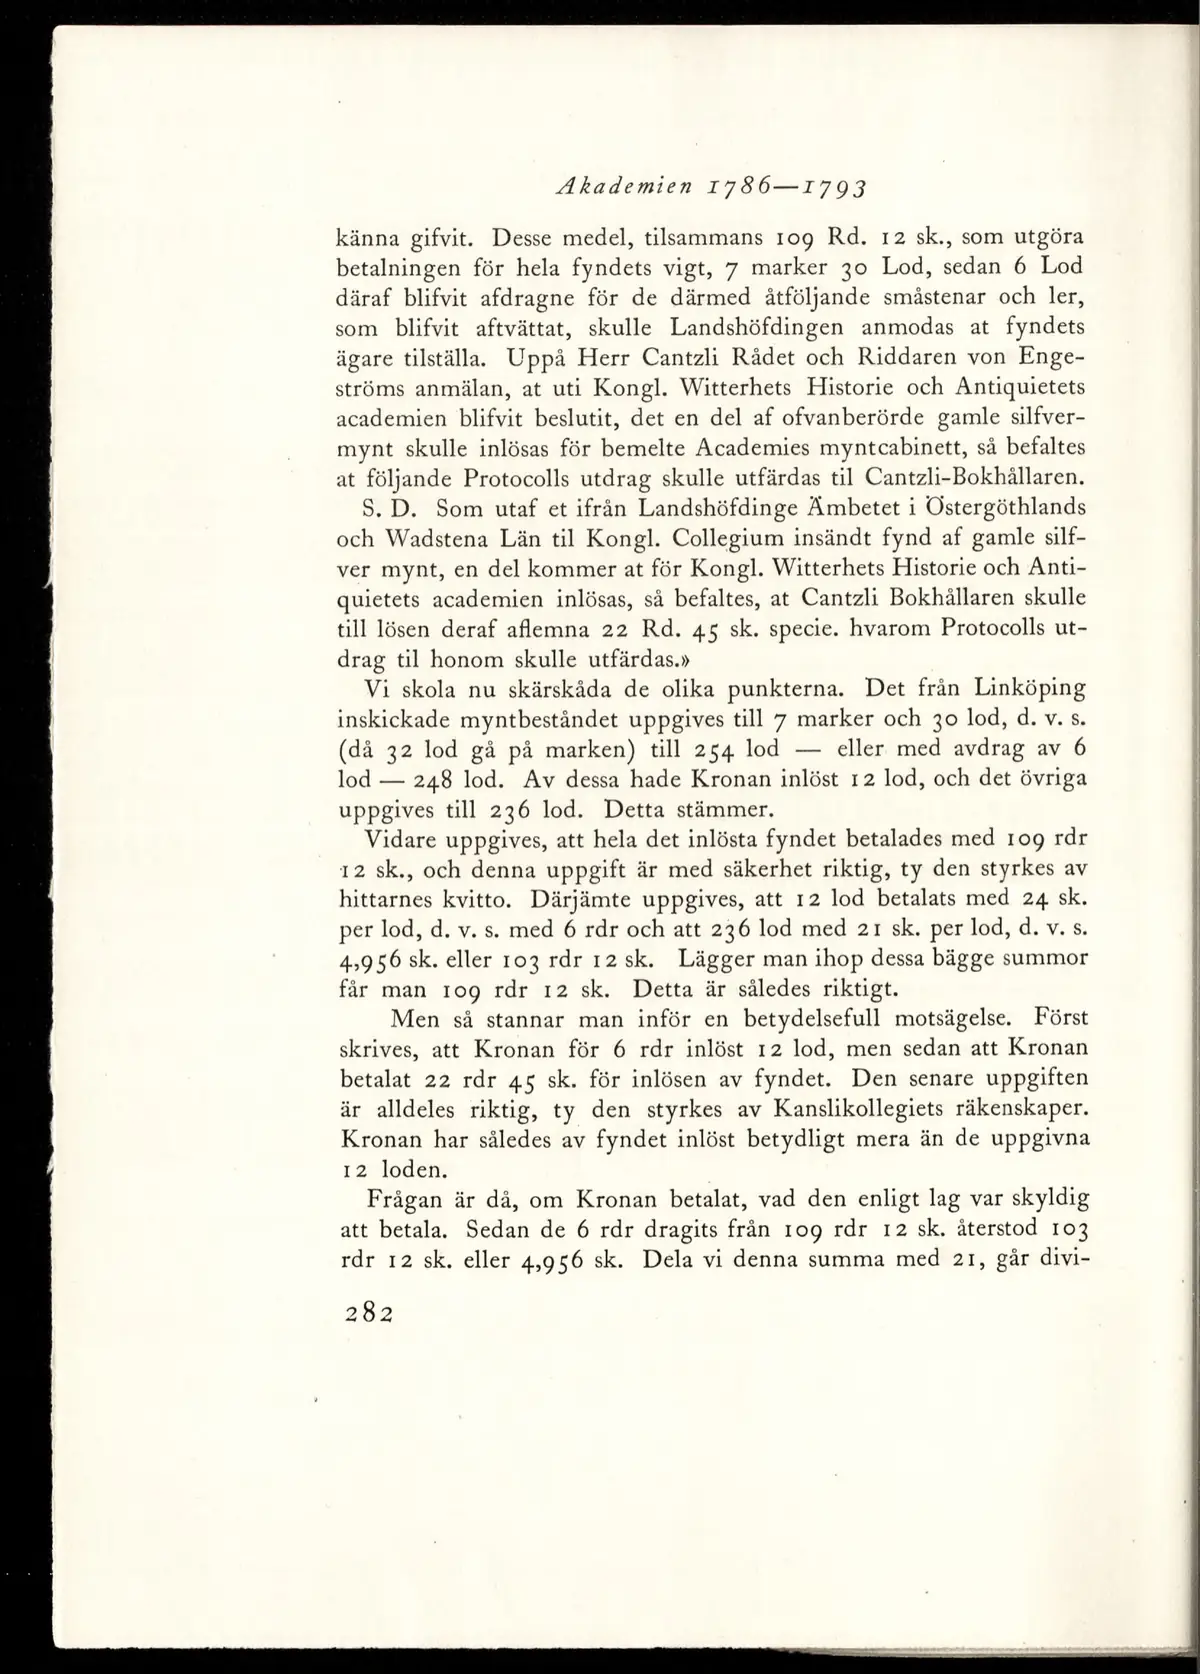 Akademien 1786—1793
känna gifvit. Desse medel, tilsammans 109 Rd. 12 sk., som utgöra
betalningen för hela fyndets vigt, 7 marker 30 Lod, sedan 6 Lod
däraf blifvit afdragne för de därmed åtföljande småstenar och ler,
som blifvit aftvättat, skulle Landshöfdingen anmodas at fyndets
ägare tilställa. Uppå Herr Cantzli Rådet och Riddaren von Enge-
ströms anmälan, at uti Kongl. Witterhets Historie och Antiquietets
academien blifvit beslutit, det en del af ofvanberörde gamle silfver-
mynt skulle inlösas för bemelte Academies myntcabinett, så befaltes
at följande Protocolls utdrag skulle utfärdas til Cantzli-Bokhållaren.
S. D. Som utaf et ifrån Landshöfdinge Ämbetet i Östergöthlands
och Wadstena Län til Kongl. Collegium insändt fynd af gamle silf-
ver mynt, en del kommer at för Kongl. Witterhets Historie och Anti-
quietets academien inlösas, så befaltes, at Cantzli Bokhållaren skulle
till lösen deraf aflemna 22 Rd. 45 sk. specie. hvarom Protocolls ut-
drag til honom skulle utfärdas.»
Vi skola nu skärskåda de olika punkterna. Det från Linköping
inskickade myntbeståndet uppgives till 7 marker och 30 lod, d. v. s.
(då 32 lod gå på marken) till 254 lod — eller med avdrag av 6
lod — 248 lod. Av dessa hade Kronan inlöst 12 lod, och det övriga
uppgives till 236 lod. Detta stämmer.
Vidare uppgives, att hela det inlösta fyndet betalades med 109 rdr
12 sk., och denna uppgift är med säkerhet riktig, ty den styrkes av
hittarnes kvitto. Därjämte uppgives, att 12 lod betalats med 24 sk.
per lod, d. v. s. med 6 rdr och att 236 lod med 21 sk. per lod, d. v. s.
4,956 sk. eller 103 rdr 12 sk. Lägger man ihop dessa bägge summor
får man 109 rdr 12 sk. Detta är således riktigt.
Men så stannar man inför en betydelsefull motsägelse. Först
skrives, att Kronan för 6 rdr inlöst 12 lod, men sedan att Kronan
betalat 22 rdr 45 sk. för inlösen av fyndet. Den senare uppgiften
är alldeles riktig, ty den styrkes av Kanslikollegiets räkenskaper.
Kronan har således av fyndet inlöst betydligt mera än de uppgivna
12 loden.
Frågan är då, om Kronan betalat, vad den enligt lag var skyldig
att betala. Sedan de 6 rdr dragits från 109 rdr 12 sk. återstod 103
rdr 12 sk. eller 4,956 sk. Dela vi denna summa med 21, går divi-
282